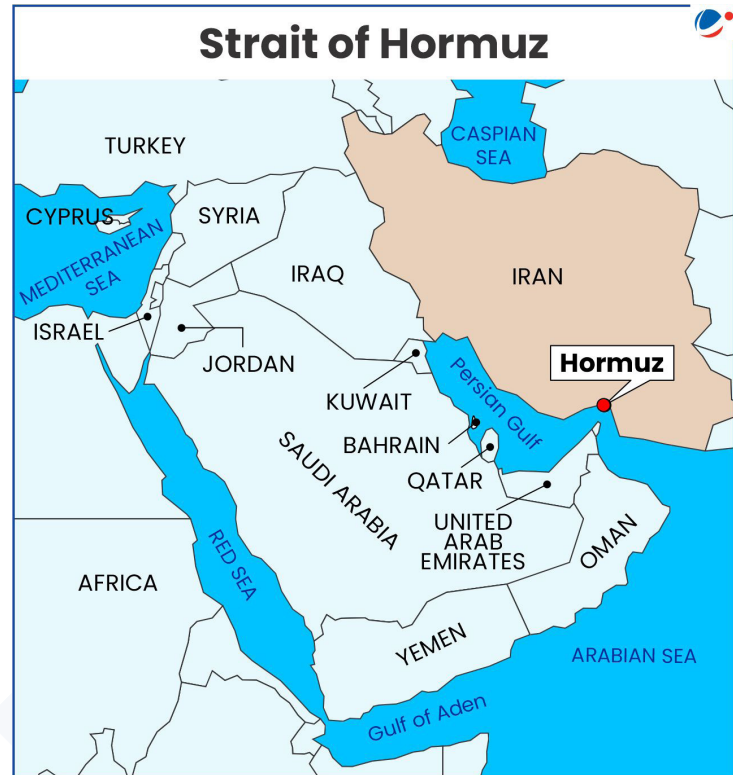 Strait of Hormuz
TURKEY
CASPIAN
SEA
CYPRUS
SYRIA
MEDITERRANEAN
SEA
IRAQ
IRAN
ISRAEL
JORDAN
Hormuz
KUWAIT
Persian Gulf
BAHRAIN
QATAR
SAUDI ARABIA
UNITED
ARAB
EMIRATES
OMAN
RED SEA
AFRICA
YEMEN
ARABIAN SEA
Gulf of Aden